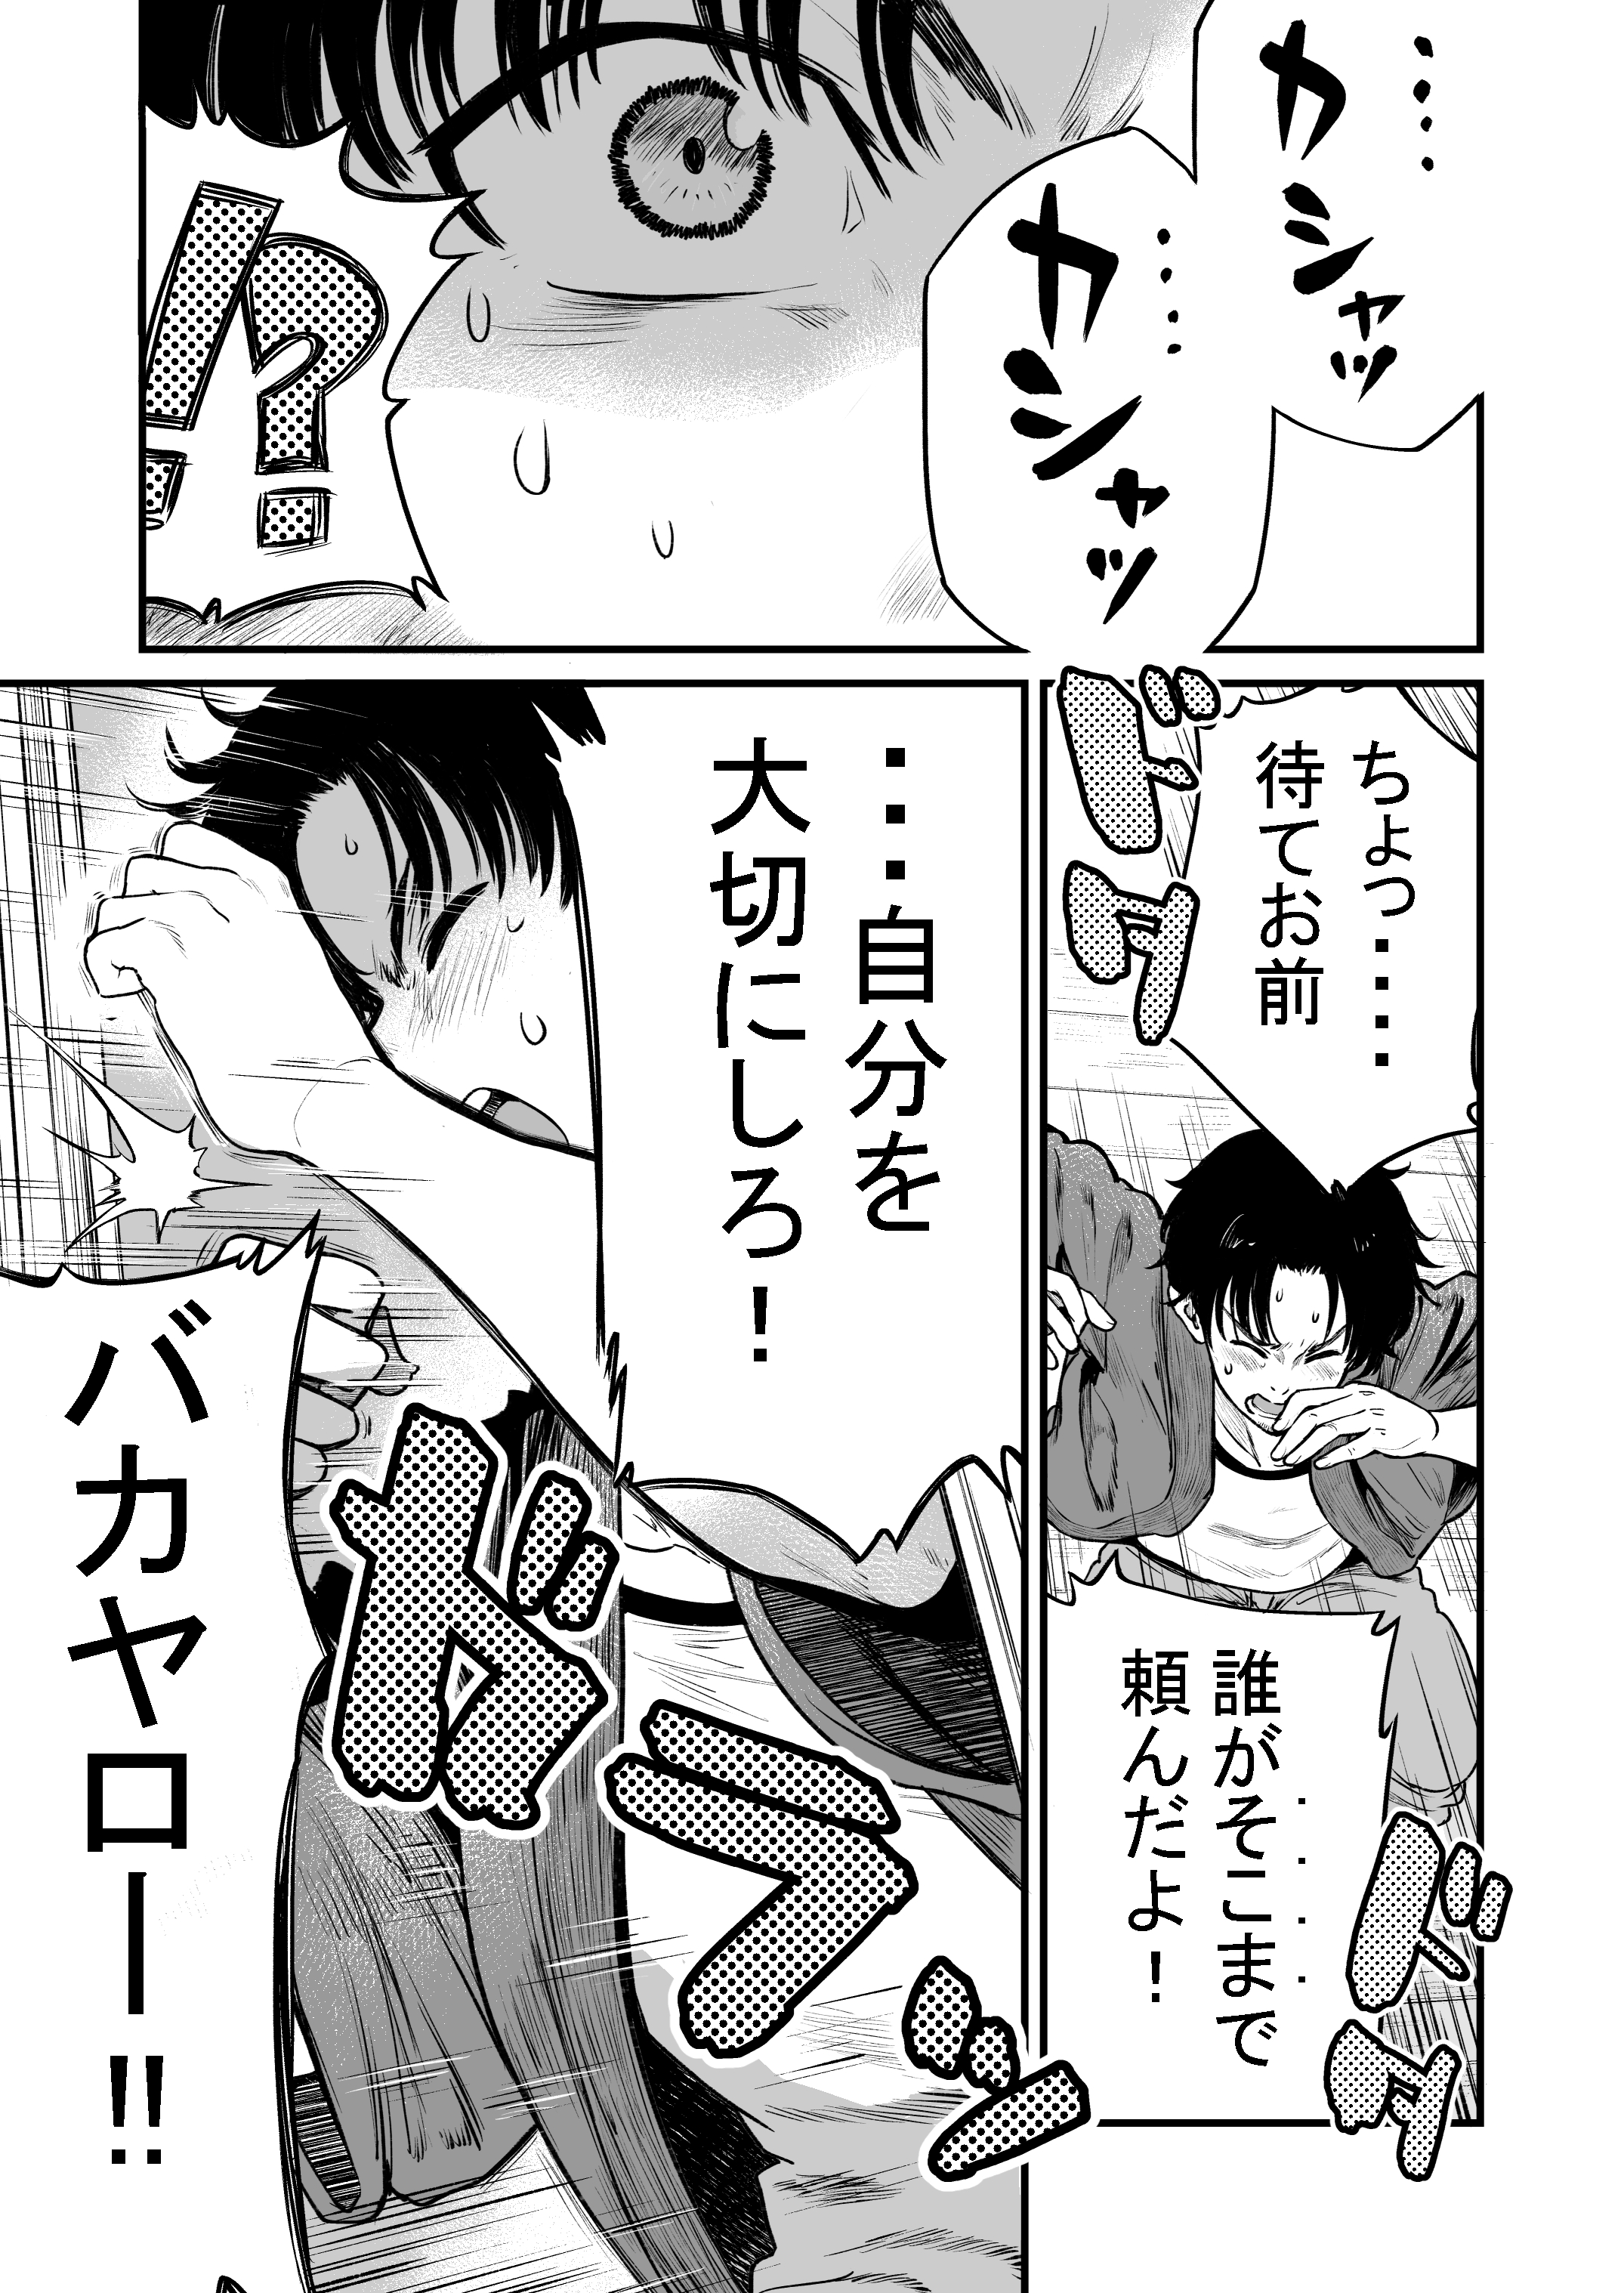 …カシャッ
…カシャッ
!?
ちょっ・・・・
待てお前
ドタ
誰がそこまで
頼んだよ！
ドタ
・・・自分を
大切にしろ！
ガラッ
バカヤロー‼